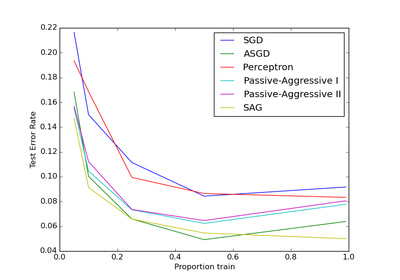 0.22
0.20
0.18
0.16
0.14
0.12
0.10
0.08
0.06
0.04
Test Error Rate
SGD
ASGD
Perceptron
Passive-Aggressive I
Passive-Aggressive II
SAG
0.0 0.2 0.4 0.6 0.8 1.0
Proportion train